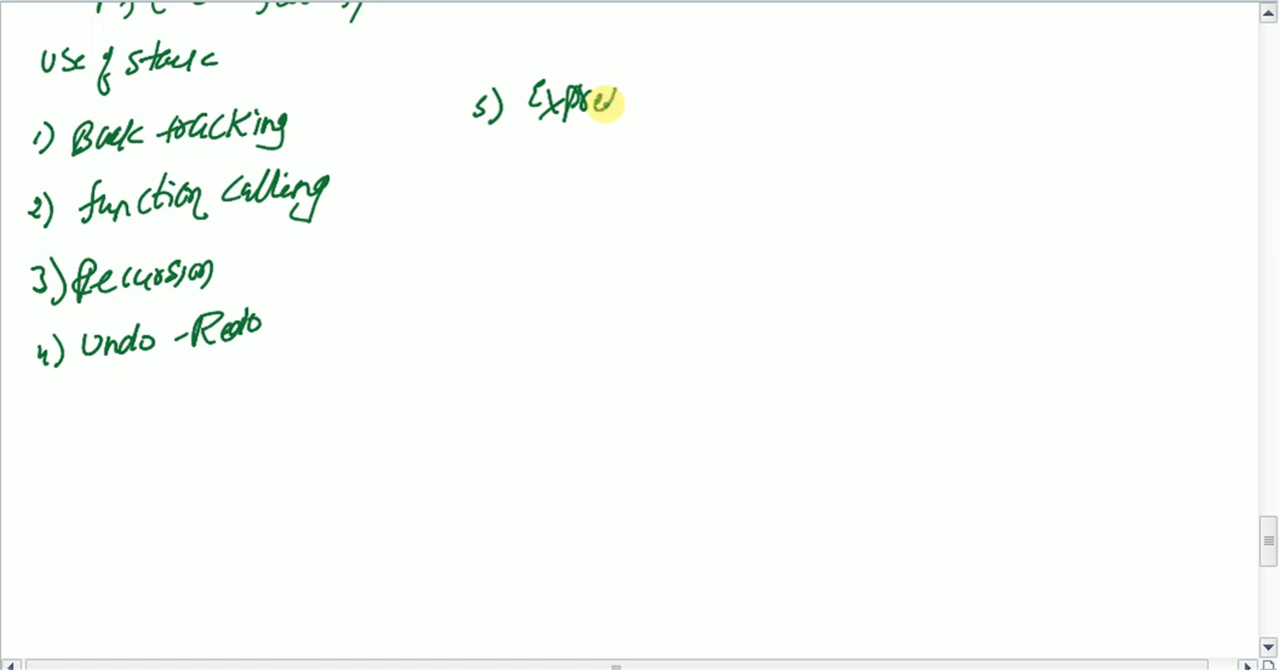 Use of stack
1) Back tracking
2) function calling
3) Recursion
4) Undo - Redo
5) Expre